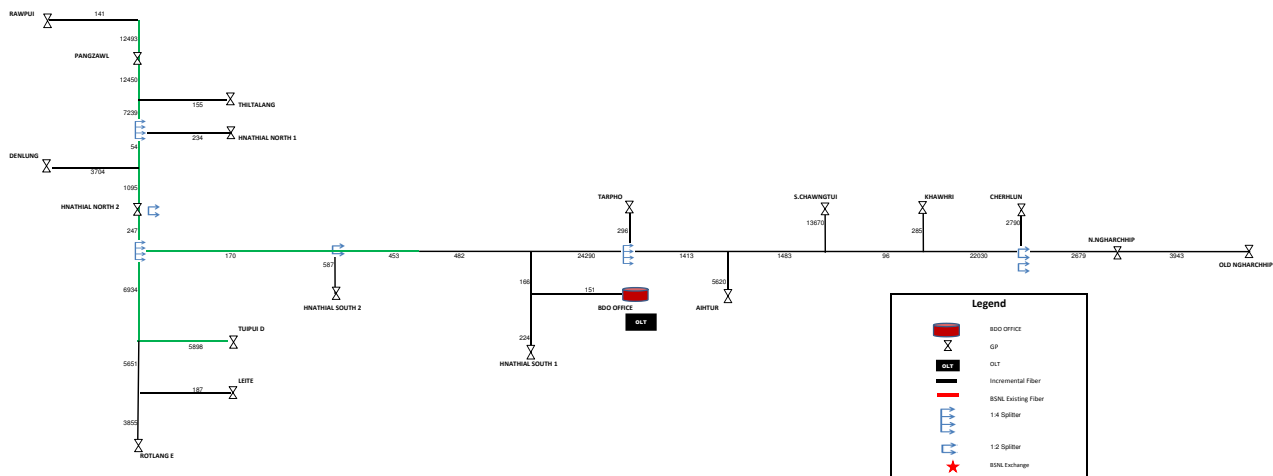 RAWPUI
141
12493
PANGZAWL
12450
155
THILTALANG
7239
234
HNATHIAL NORTH 1
54
DENLUNG
3704
1095
HNATHIAL NORTH 2
247
170
453
482
24290
1413
1483
96
22030
2679
3943
TARPHO
296
S.CHAWNGTUI
13670
KHAWHRI
285
CHERHLUN
2790
N.NGHARCHHIP
OLD NGHARCHHIP
587
HNATHIAL SOUTH 2
166
151
BDO OFFICE
OLT
5620
AIHTUR
224
HNATHIAL SOUTH 1
6934
TUIPUI D
5898
5651
LEITE
187
3855
ROTLANG E
Legend
BDO OFFICE
GP
OLT OLT
Incremental Fiber
BSNL Existing Fiber
1:4 Splitter
1:2 Splitter
BSNL Exchange